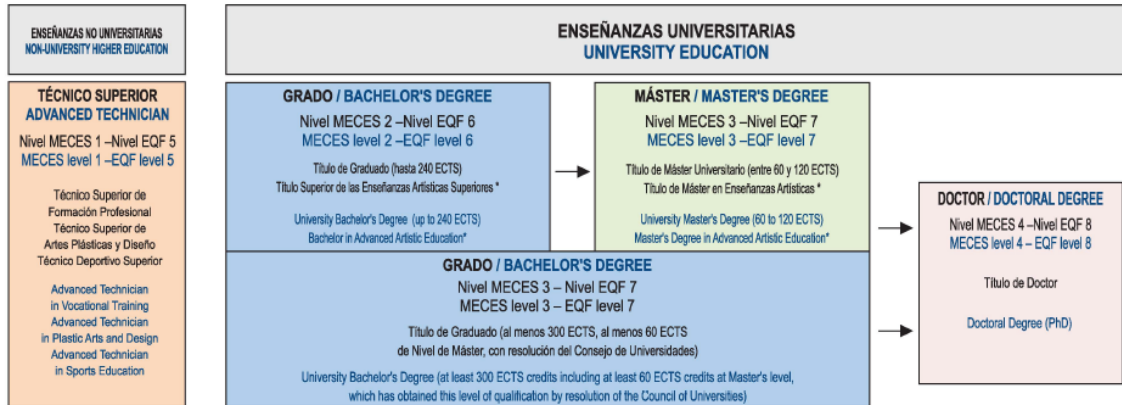 ENSEÑANZAS NO UNIVERSITARIAS
NON-UNIVERSITY HIGHER EDUCATION
ENSEÑANZAS UNIVERSITARIAS
UNIVERSITY EDUCATION
TÉCNICO SUPERIOR
ADVANCED TECHNICIAN
Nivel MECES 1 –Nivel EQF 5
MECES level 1 –EQF level 5
Técnico Superior de
Formación Profesional
Técnico Superior de
Artes Plásticas y Diseño
Técnico Deportivo Superior
Advanced Technician
in Vocational Training
Advanced Technician
in Plastic Arts and Design
Advanced Technician
in Sports Education
GRADO / BACHELOR'S DEGREE
Nivel MECES 2 –Nivel EQF 6
MECES level 2 –EQF level 6
Título de Graduado (hasta 240 ECTS)
Título Superior de las Enseñanzas Artísticas Superiores *
University Bachelor's Degree (up to 240 ECTS)
Bachelor in Advanced Artistic Education*
MÁSTER / MASTER'S DEGREE
Nivel MECES 3 –Nivel EQF 7
MECES level 3 –EQF level 7
Título de Máster Universitario (entre 60 y 120 ECTS)
Título de Máster en Enseñanzas Artísticas *
University Master's Degree (60 to 120 ECTS)
Master's Degree in Advanced Artistic Education*
GRADO / BACHELOR'S DEGREE
Nivel MECES 3 – Nivel EQF 7
MECES level 3 – EQF level 7
Título de Graduado (al menos 300 ECTS, al menos 60 ECTS
de Nivel de Máster, con resolución del Consejo de Universidades)
University Bachelor's Degree (at least 300 ECTS credits including at least 60 ECTS credits at Master's level,
which has obtained this level of qualification by resolution of the Council of Universities)
DOCTOR / DOCTORAL DEGREE
Nivel MECES 4 –Nivel EQF 8
MECES level 4 – EQF level 8
Título de Doctor
Doctoral Degree (PhD)